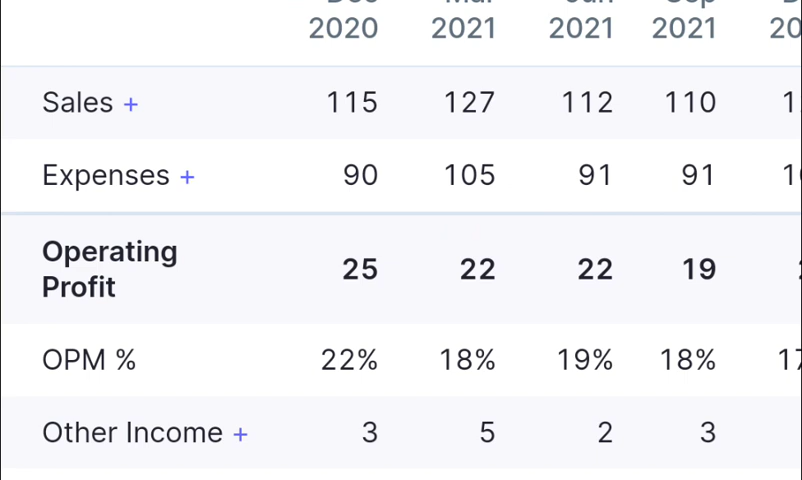 2020 2021 2021 2021
Sales + 115 127 112 110
Expenses + 90 105 91 91
Operating
Profit 25 22 22 19
OPM % 22% 18% 19% 18%
Other Income + 3 5 2 3